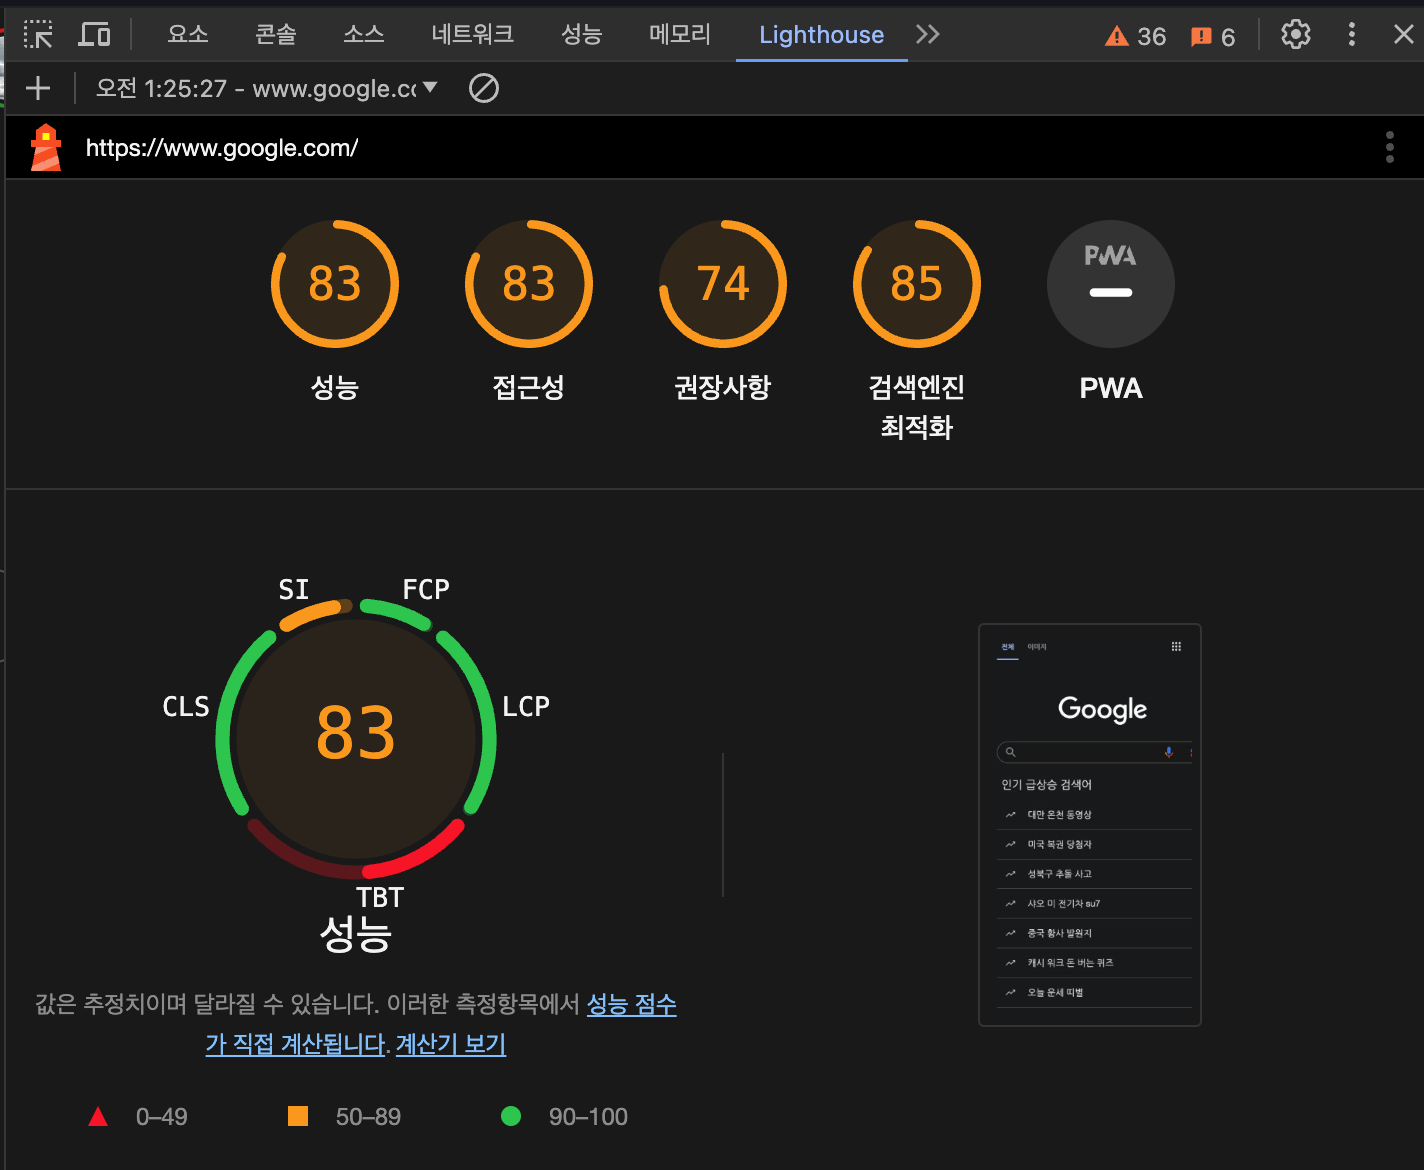 요소 콘솔 소스 네트워크 성능 메모리 Lighthouse 36 6
오전 1:25:27 - www.google.cc
https://www.google.com/
83 83 74 85 PWA
성능 접근성 권장사항 검색엔진 PWA
최적화
SI FCP
CLS LCP
83
TBT
성능
값은 추정치이며 달라질 수 있습니다. 이러한 측정항목에서 성능 점수
가 직접 계산됩니다. 계산기 보기
0–49 50–89 90–100
전체 이미지
Google
인기 급상승 검색어
대만 온천 동영상
미국 복권 당첨자
성북구 추돌 사고
샤오 미 전기차 su7
중국 황사 발원지
캐시 워크 돈 버는 퀴즈
오늘 운세 띠별